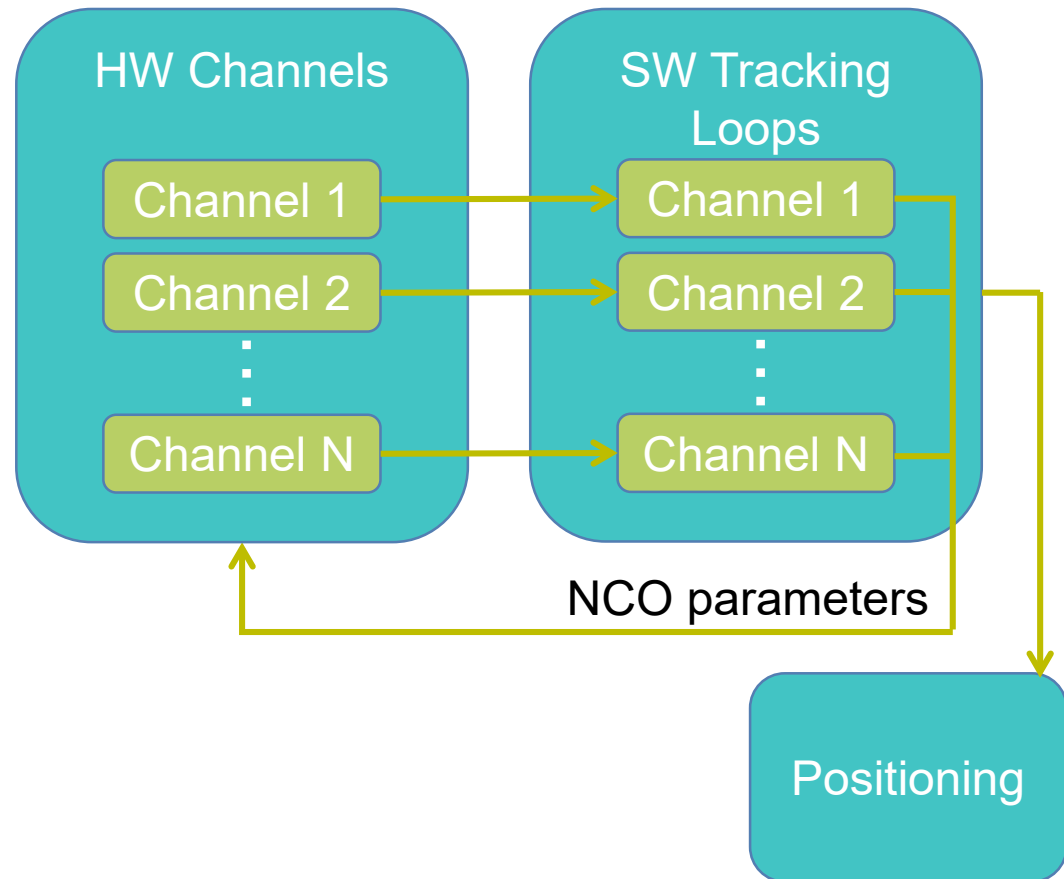 HW Channels
Channel 1
Channel 2
Channel N
SW Tracking
Loops
Channel 1
Channel 2
Channel N
NCO parameters
Positioning